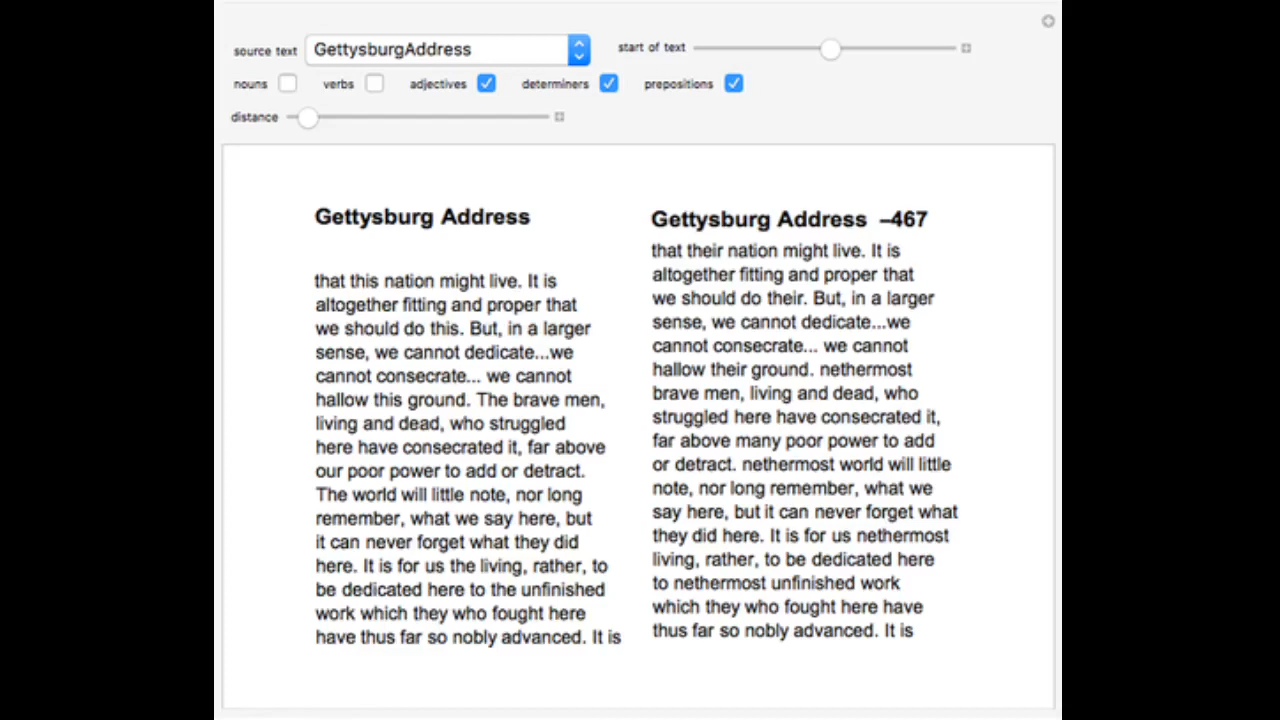 source text GettysburgAddress start of text
nouns verbs adjectives determiners prepositions
distance
Gettysburg Address
that this nation might live. It is
altogether fitting and proper that
we should do this. But, in a larger
sense, we cannot dedicate...we
cannot consecrate... we cannot
hallow this ground. The brave men,
living and dead, who struggled
here have consecrated it, far above
our poor power to add or detract.
The world will little note, nor long
remember, what we say here, but
it can never forget what they did
here. It is for us the living, rather, to
be dedicated here to the unfinished
work which they who fought here
have thus far so nobly advanced. It is
Gettysburg Address –467
that their nation might live. It is
altogether fitting and proper that
we should do their. But, in a larger
sense, we cannot dedicate...we
cannot consecrate... we cannot
hallow their ground. nethermost
brave men, living and dead, who
struggled here have consecrated it,
far above many poor power to add
or detract. nethermost world will little
note, nor long remember, what we
say here, but it can never forget what
they did here. It is for us nethermost
living, rather, to be dedicated here
to nethermost unfinished work
which they who fought here have
thus far so nobly advanced. It is